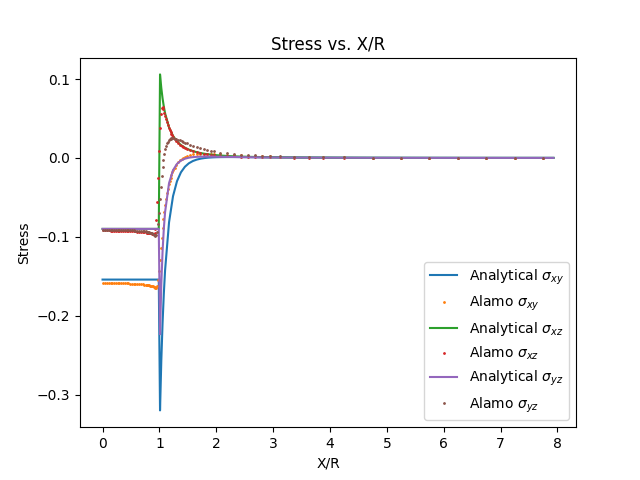 Stress vs. X/R
0.1
0.0
−0.1
−0.2
−0.3
Stress
Analytical σxy
Alamo σxy
Analytical σxz
Alamo σxz
Analytical σyz
Alamo σyz
0 1 2 3 4 5 6 7 8
X/R